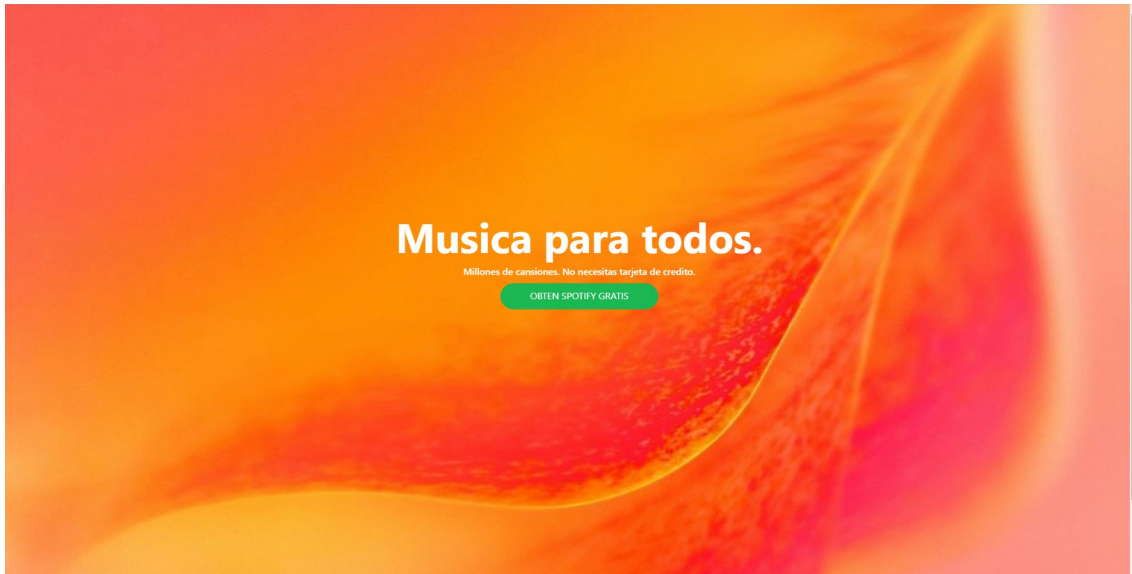 Musica para todos.
Millones de cansiones. No necesitas tarjeta de credito.
OBTEN SPOTIFY GRATIS